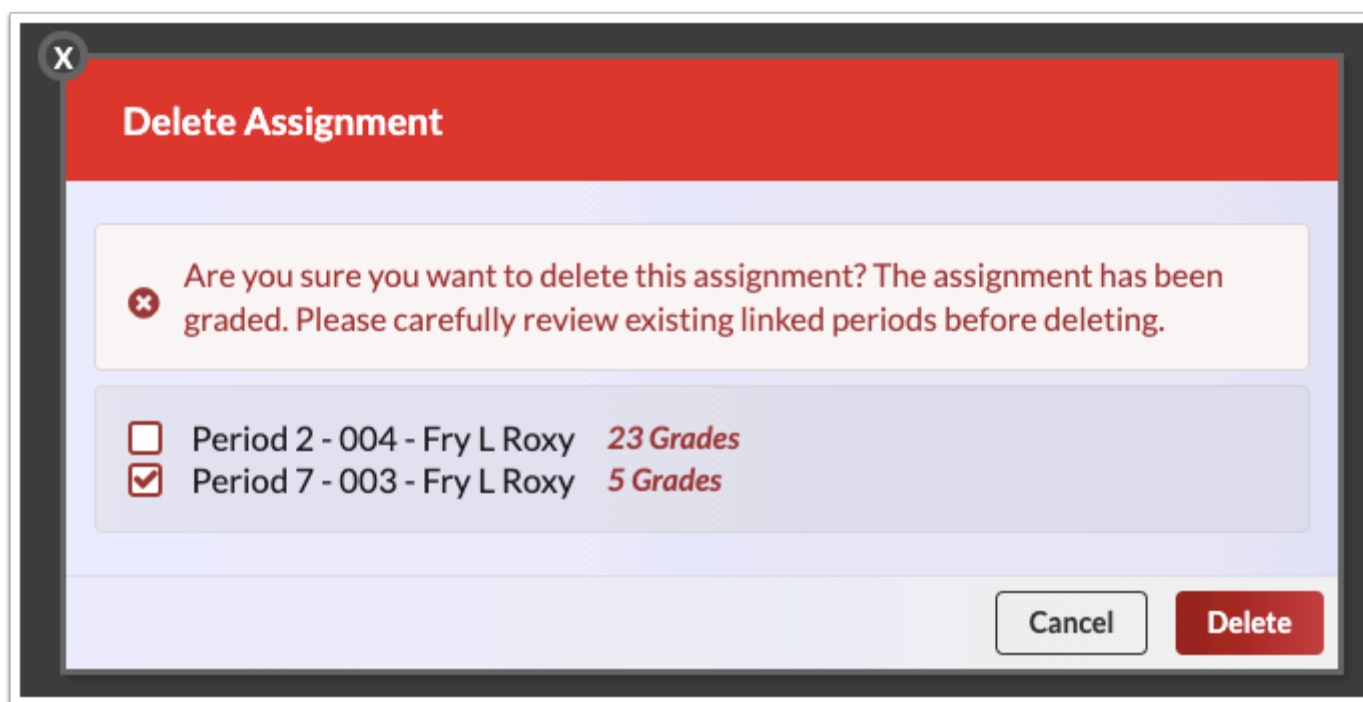 X
Delete Assignment
Are you sure you want to delete this assignment? The assignment has been
graded. Please carefully review existing linked periods before deleting.
Period 2 - 004 - Fry L Roxy 23 Grades
Period 7 - 003 - Fry L Roxy 5 Grades
Cancel Delete